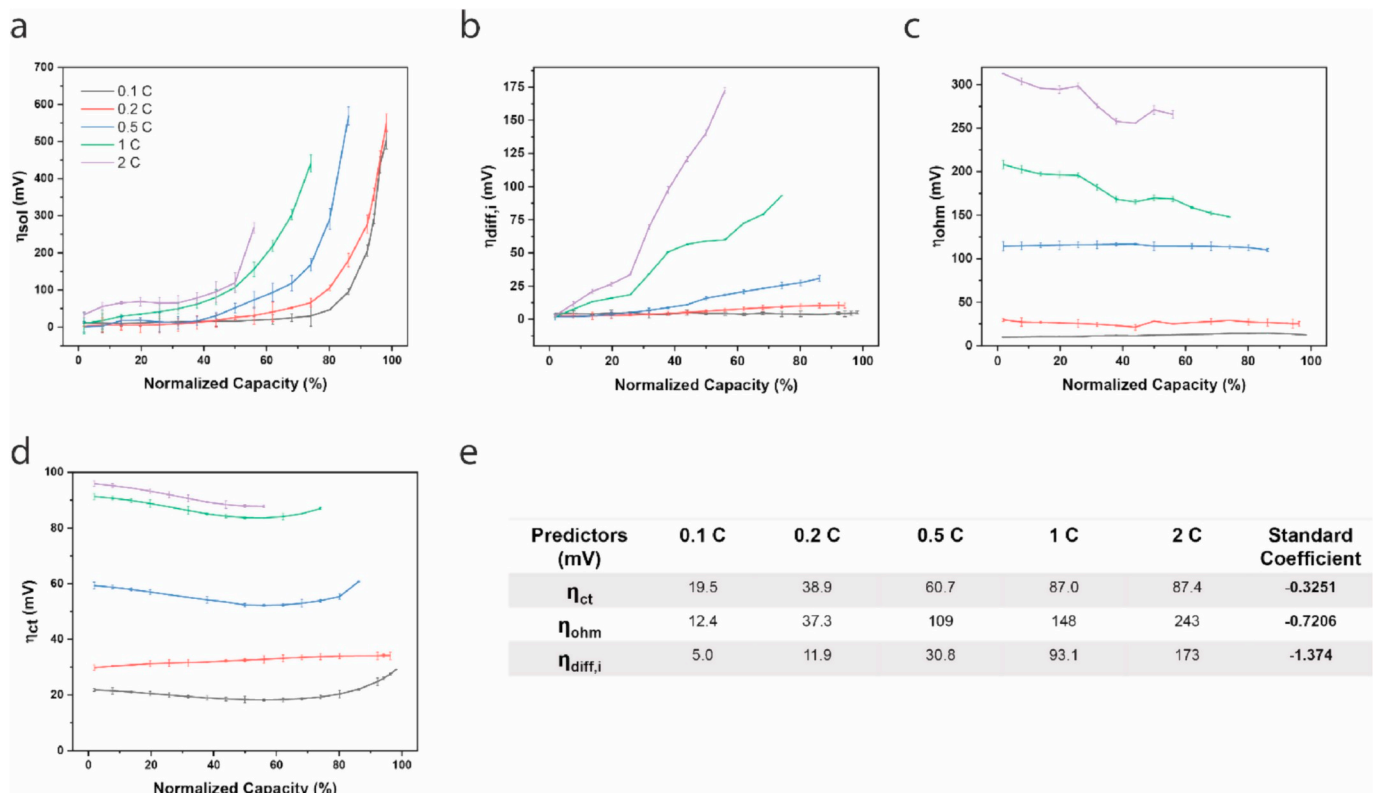 a
700
600
500
400
300
200
100
0
ηsol (mV)
0.1 C
0.2 C
0.5 C
1 C
2 C
0 20 40 60 80 100
Normalized Capacity (%)
b
175
150
125
100
75
50
25
0
ηdiff,i (mV)
0 20 40 60 80 100
Normalized Capacity (%)
c
300
250
200
150
100
50
0
ηohm (mV)
0 20 40 60 80 100
Normalized Capacity (%)
d
100
80
60
40
20
0
ηct (mV)
0 20 40 60 80 100
Normalized Capacity (%)
e
Predictors 0.1 C 0.2 C 0.5 C 1 C 2 C Standard
(mV) Coefficient
ηct 19.5 38.9 60.7 87.0 87.4 -0.3251
ηohm 12.4 37.3 109 148 243 -0.7206
ηdiff,i 5.0 11.9 30.8 93.1 173 -1.374